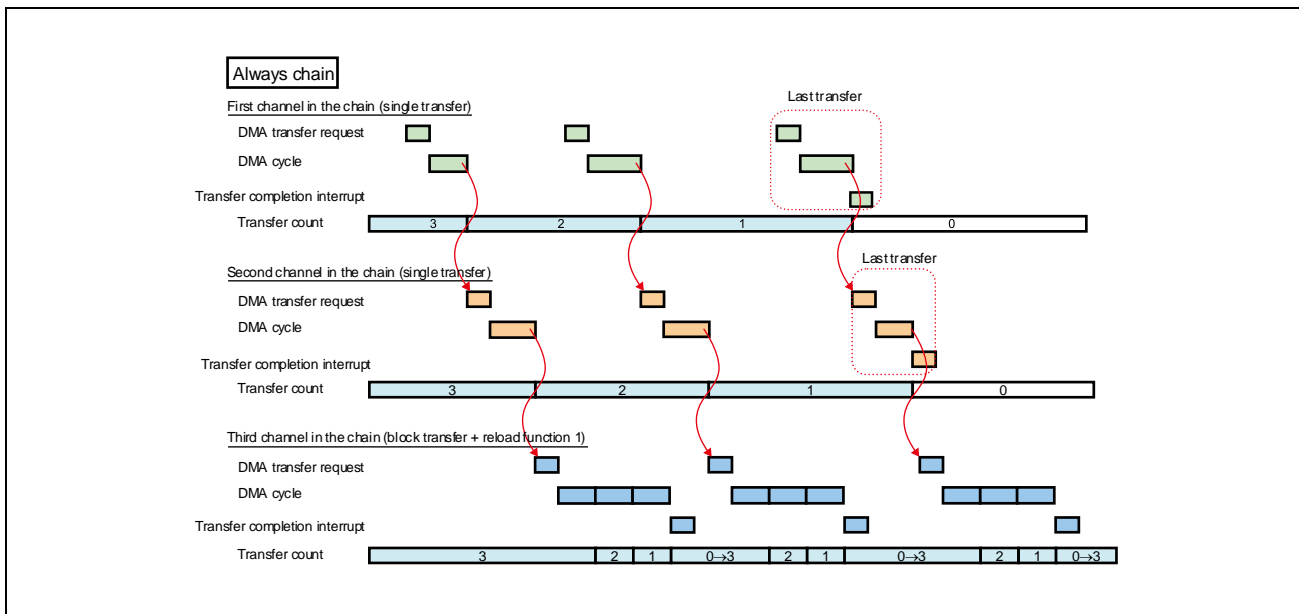 Always chain
First channel in the chain (single transfer)
Last transfer
DMA transfer request
DMA cycle
Transfer completion interrupt
Transfer count
3 2 1 0
Second channel in the chain (single transfer)
Last transfer
DMA transfer request
DMA cycle
Transfer completion interrupt
Transfer count
3 2 1 0
Third channel in the chain (block transfer + reload function 1)
DMA transfer request
DMA cycle
Transfer completion interrupt
Transfer count
3 2 1 0→3 2 1 0→3 2 1 0→3